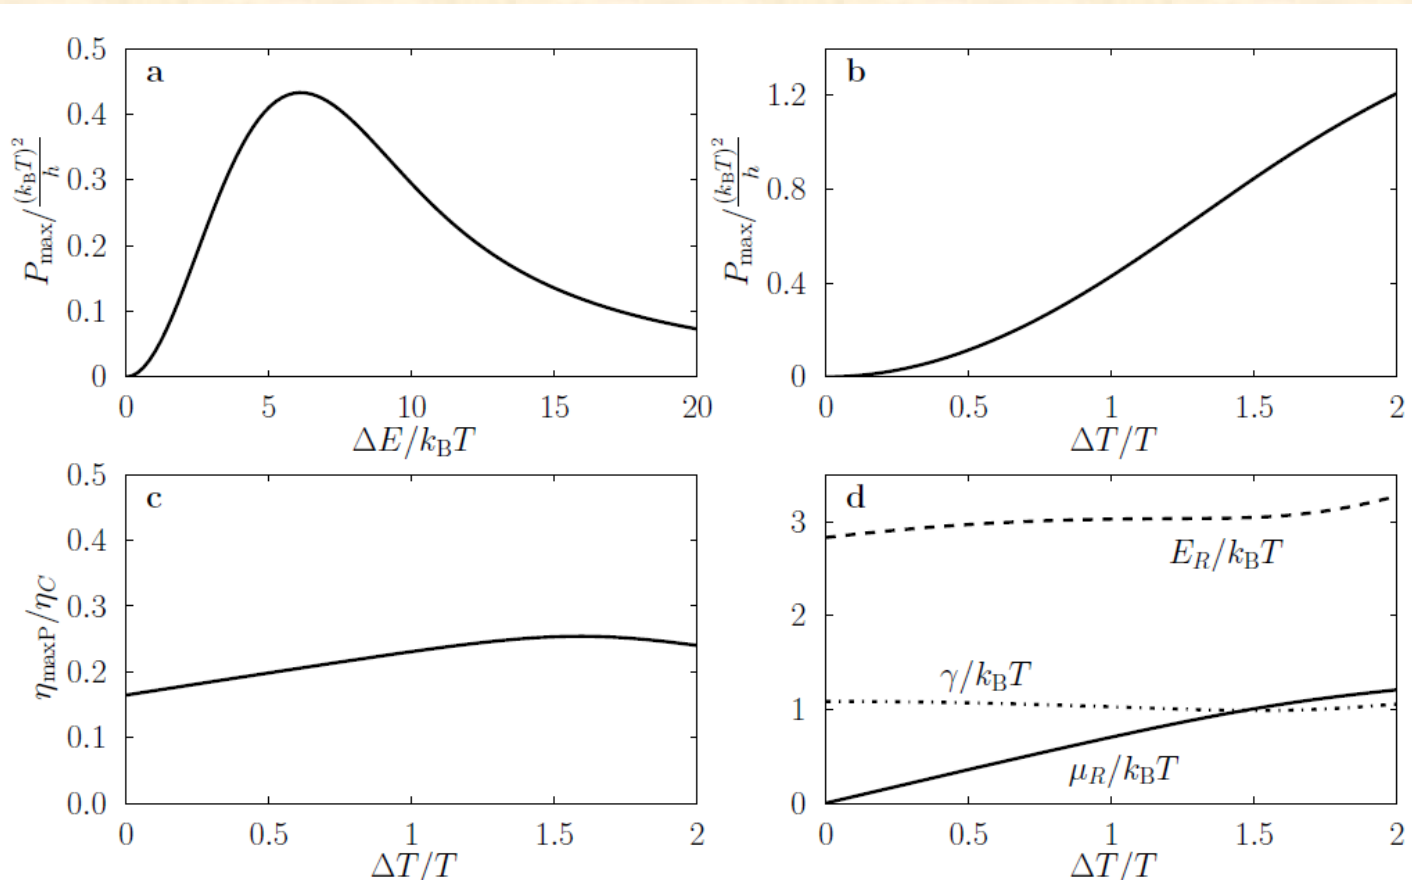 a
P_max/(k_BT)²/h
0.5
0.4
0.3
0.2
0.1
0
0 5 10 15 20
ΔE/k_BT
b
P_max/(k_BT)²/h
1.2
0.8
0.4
0
0 0.5 1 1.5 2
ΔT/T
c
η_maxP/η_C
0.5
0.4
0.3
0.2
0.1
0.0
0 0.5 1 1.5 2
ΔT/T
d
3
2
1
0
E_R/k_BT
γ/k_BT
μ_R/k_BT
0 0.5 1 1.5 2
ΔT/T